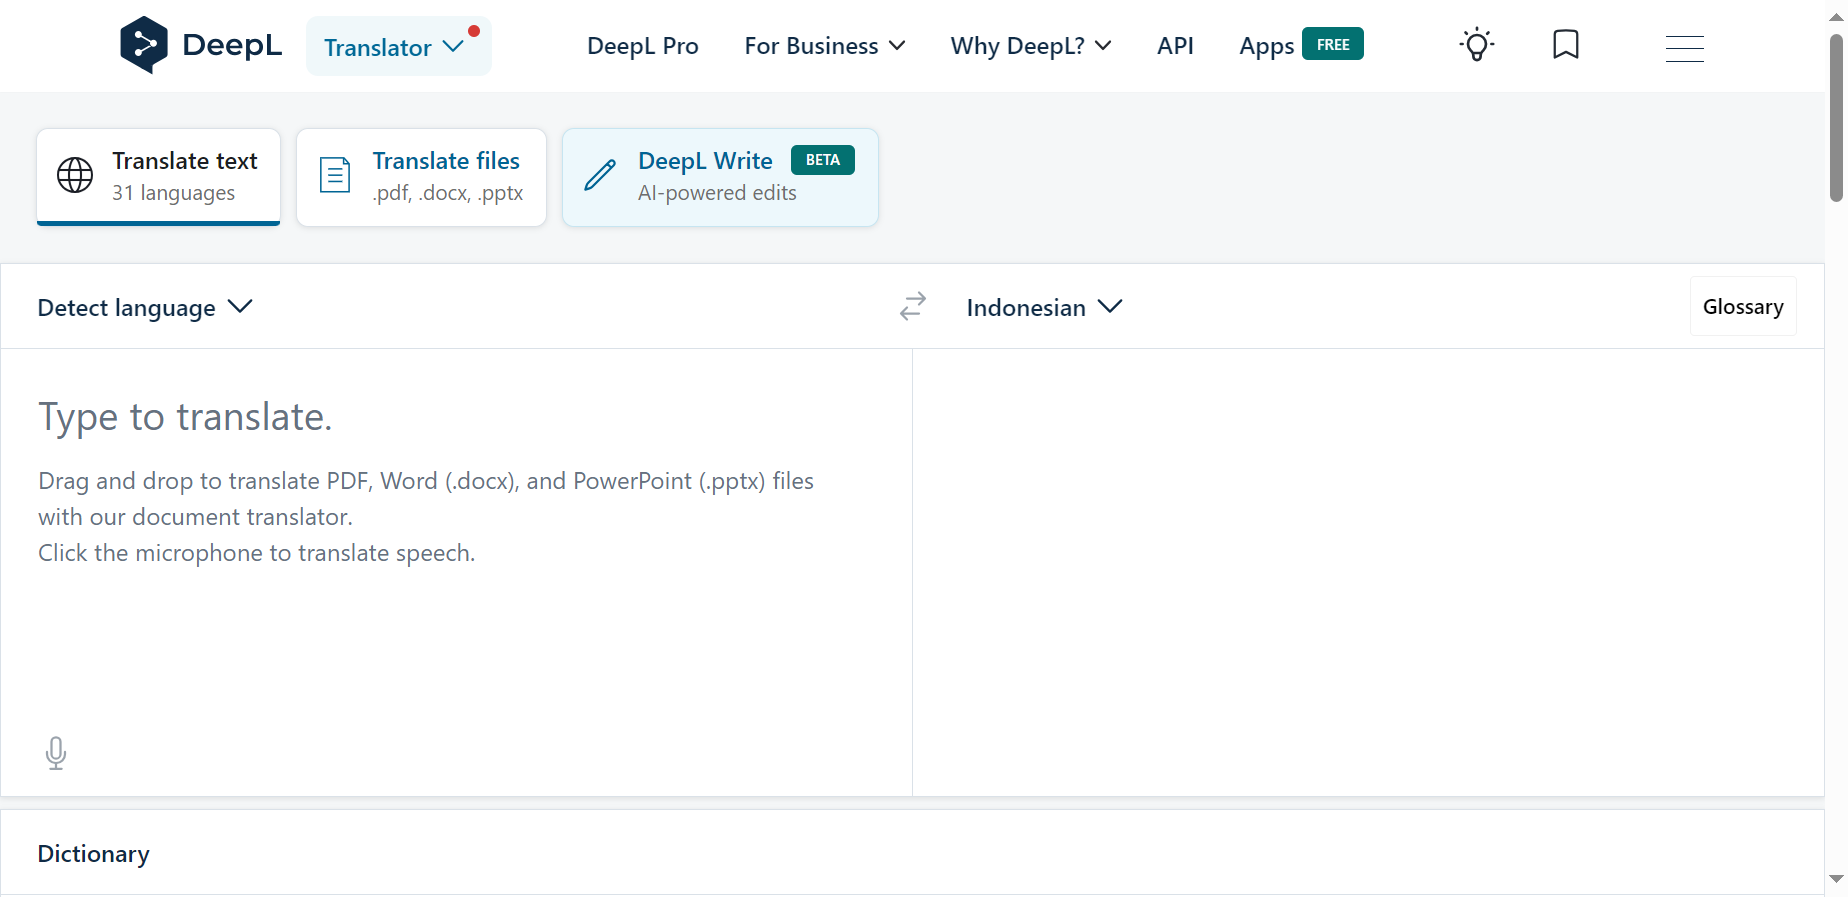 DeepL
Translator
DeepL Pro
For Business
Why DeepL?
API
Apps FREE
Translate text
31 languages
Translate files
.pdf, .docx, .pptx
DeepL Write BETA
AI-powered edits
Detect language
Indonesian
Glossary
Type to translate.
Drag and drop to translate PDF, Word (.docx), and PowerPoint (.pptx) files
with our document translator.
Click the microphone to translate speech.
Dictionary